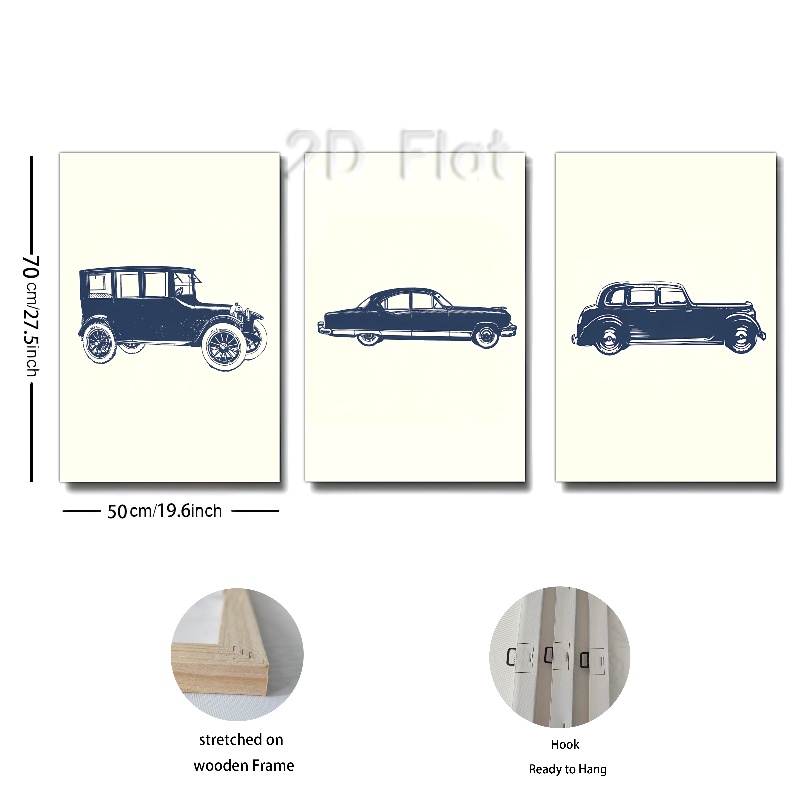 2D Flat
70 cm/27.5inch
50cm/19.6inch
stretched on
wooden Frame
Hook
Ready to Hang